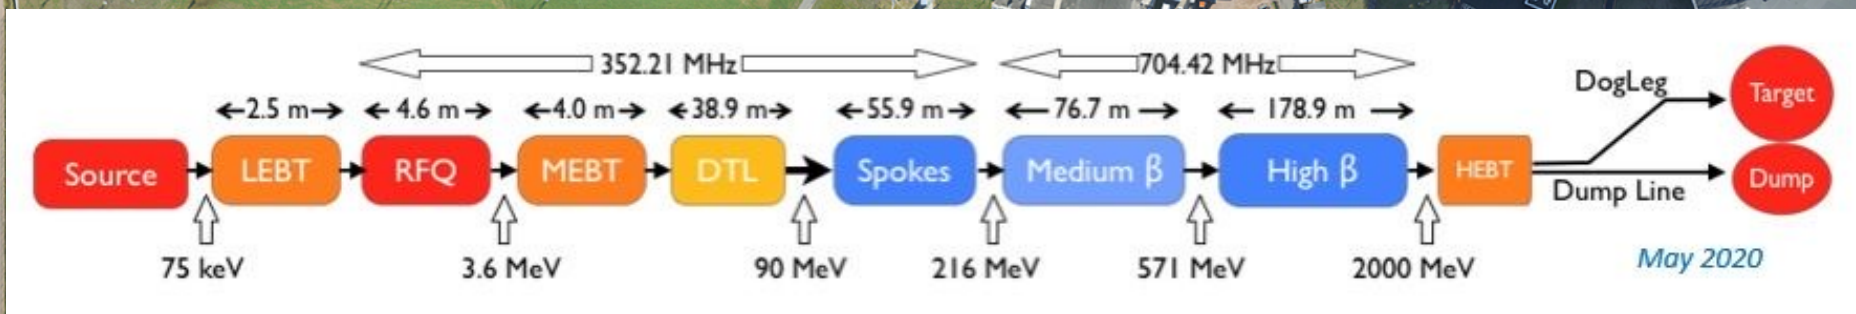 352.21 MHz
704.42 MHz
2.5 m
4.6 m
4.0 m
38.9 m
55.9 m
76.7 m
178.9 m
DogLeg
Target
Source
LEBT
RFQ
MEBT
DTL
Spokes
Medium β
High β
HEBT
Dump Line
Dump
75 keV
3.6 MeV
90 MeV
216 MeV
571 MeV
2000 MeV
May 2020